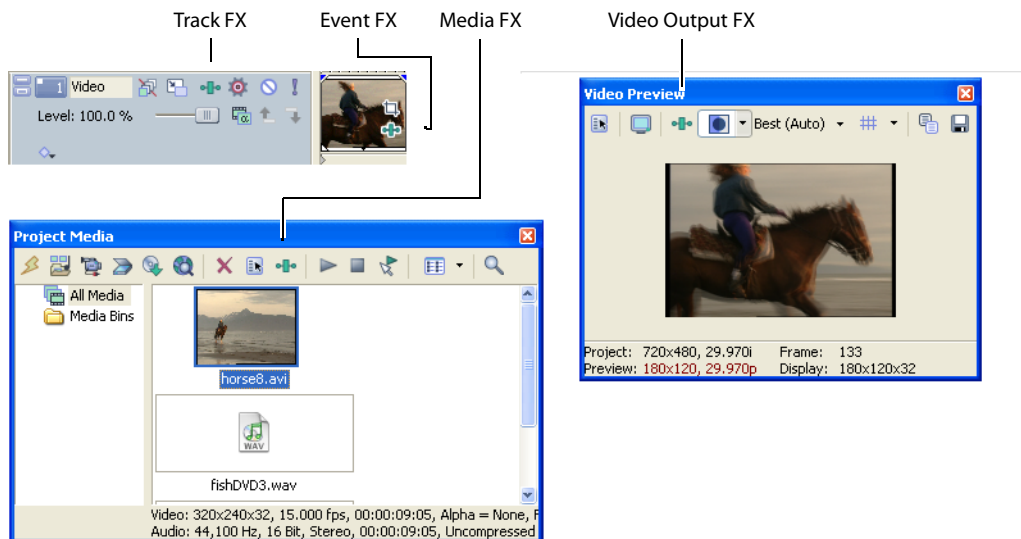 Track FX
Event FX
Media FX
Video Output FX
1 Video
Level: 100.0 %
α
Video Preview
Best (Auto)
Project: 720x480, 29.970i Frame: 133
Preview: 180x120, 29.970p Display: 180x120x32
Project Media
All Media
Media Bins
horse8.avi
WAV
fishDVD3.wav
Video: 320x240x32, 15.000 fps, 00:00:09:05, Alpha = None, F
Audio: 44,100 Hz, 16 Bit, Stereo, 00:00:09:05, Uncompressed